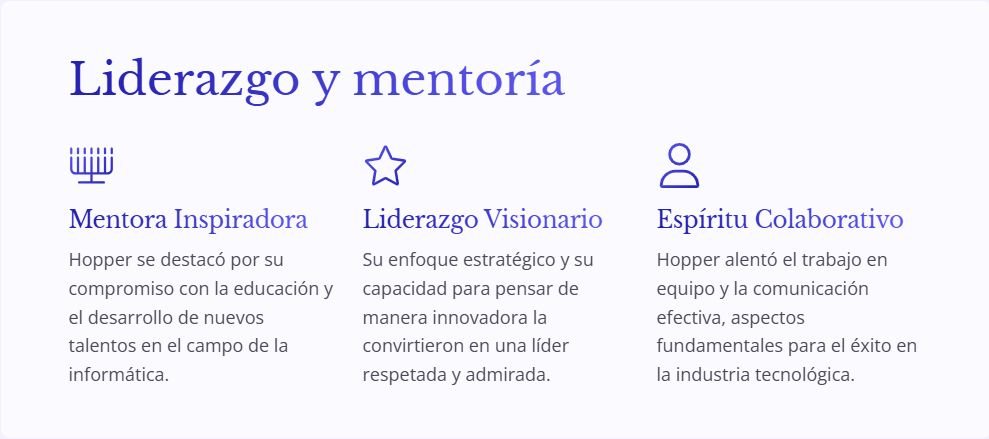 Liderazgo y mentoría
Mentora Inspiradora
Hopper se destacó por su
compromiso con la educación y
el desarrollo de nuevos
talentos en el campo de la
informática.
Liderazgo Visionario
Su enfoque estratégico y su
capacidad para pensar de
manera innovadora la
convirtieron en una líder
respetada y admirada.
Espíritu Colaborativo
Hopper alentó el trabajo en
equipo y la comunicación
efectiva, aspectos
fundamentales para el éxito en
la industria tecnológica.